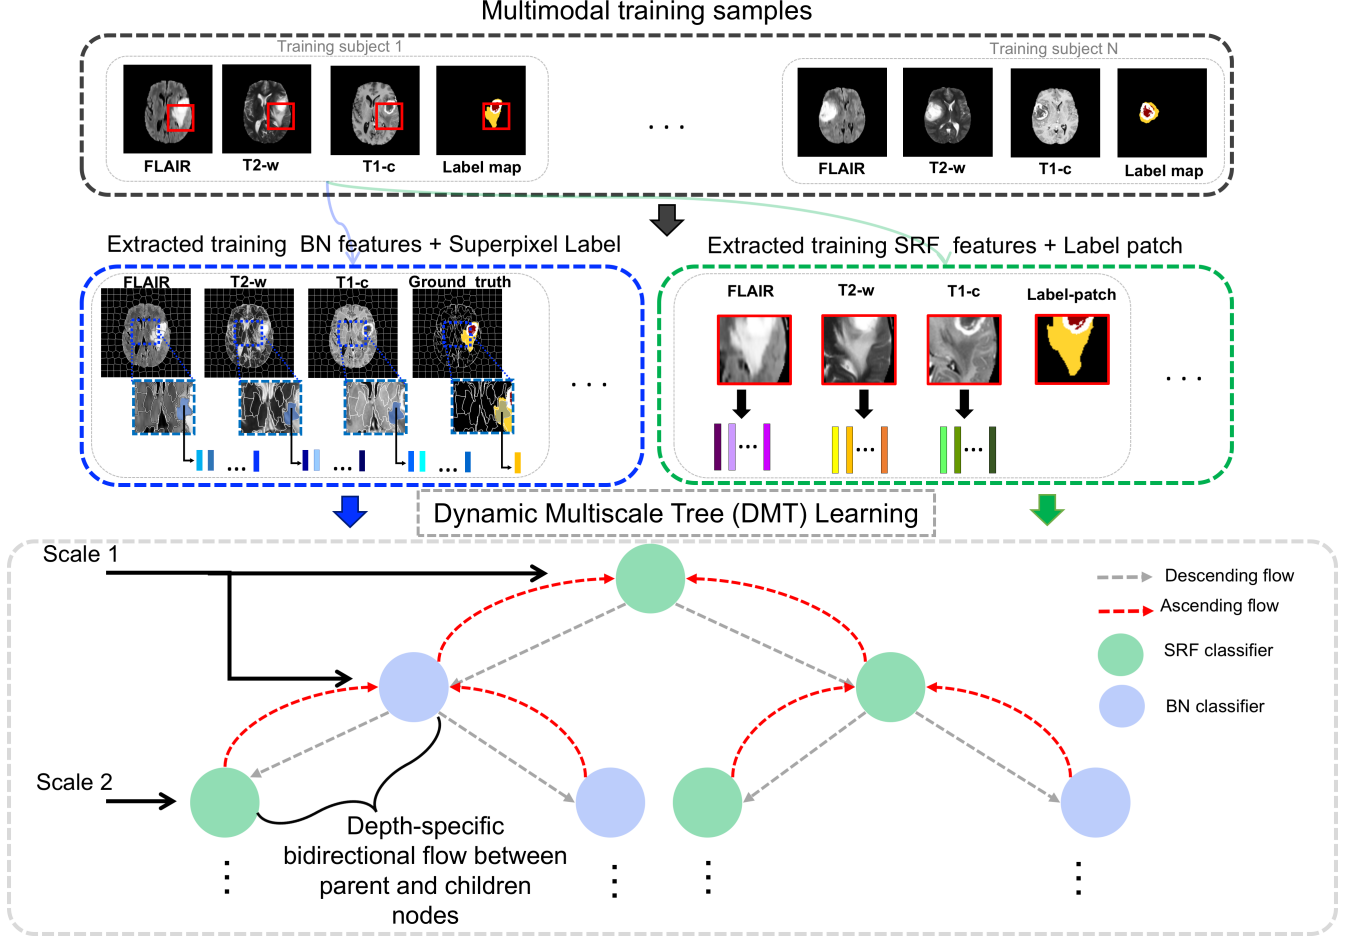 Multimodal training samples
Training subject 1
Training subject N
FLAIR
T2-w
T1-c
Label map
. . .
FLAIR
T2-w
T1-c
Label map
Extracted training BN features + Superpixel Label
Extracted training SRF features + Label patch
FLAIR
T2-w
T1-c
Ground truth
. . .
...
...
...
FLAIR
T2-w
T1-c
Label-patch
. . .
...
...
...
Dynamic Multiscale Tree (DMT) Learning
Scale 1
Descending flow
Ascending flow
SRF classifier
BN classifier
Scale 2
Depth-specific
bidirectional flow between
parent and children
nodes